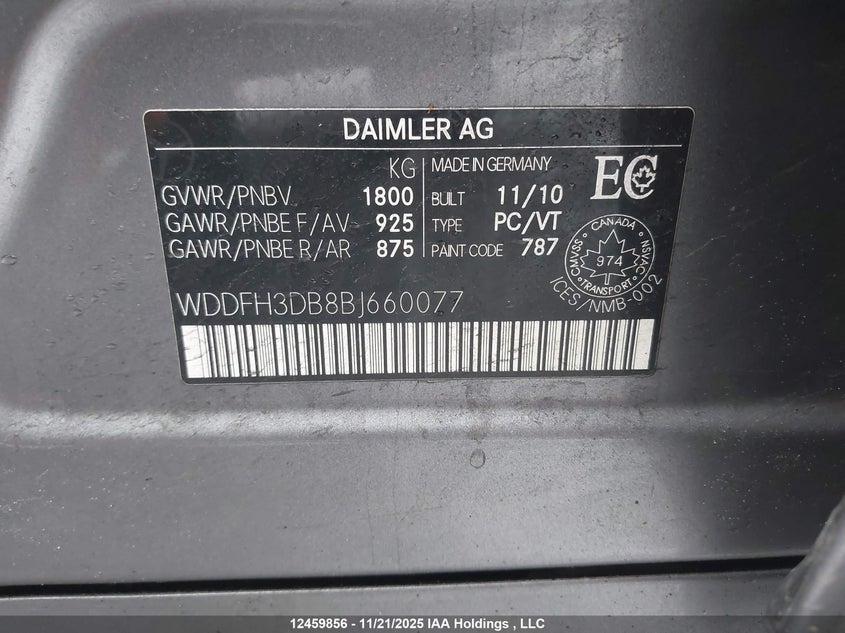 DAIMLER AG
KG
GVWR/PNBV 1800
GAWR/PNBE F/AV 925
GAWR/PNBE R/AR 875
MADE IN GERMANY
BUILT 11/10
TYPE PC/VT
PAINT CODE 787
EC
CANADA
CMVSS 974 NSVAC
TRANSPORT
ICES/NMB-002
WDDFH3DB8BJ660077
12459856 - 11/21/2025 IAA Holdings , LLC